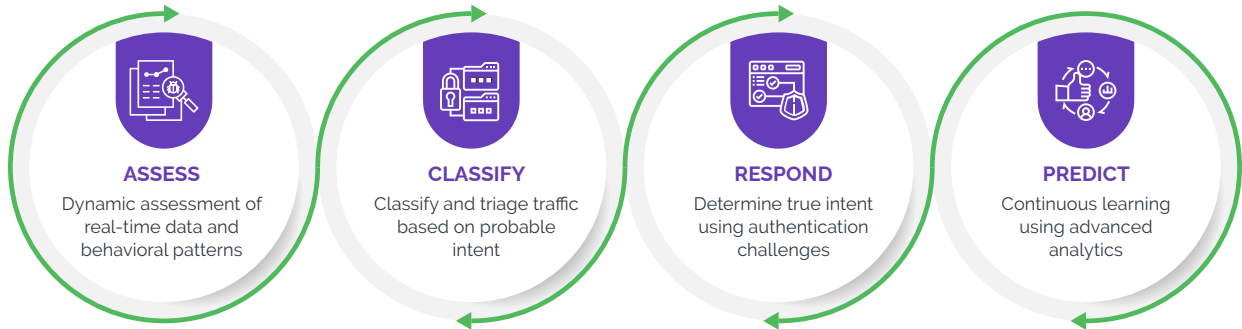 ASSESS
Dynamic assessment of
real-time data and
behavioral patterns
CLASSIFY
Classify and triage traffic
based on probable
intent
RESPOND
Determine true intent
using authentication
challenges
PREDICT
Continuous learning
using advanced
analytics